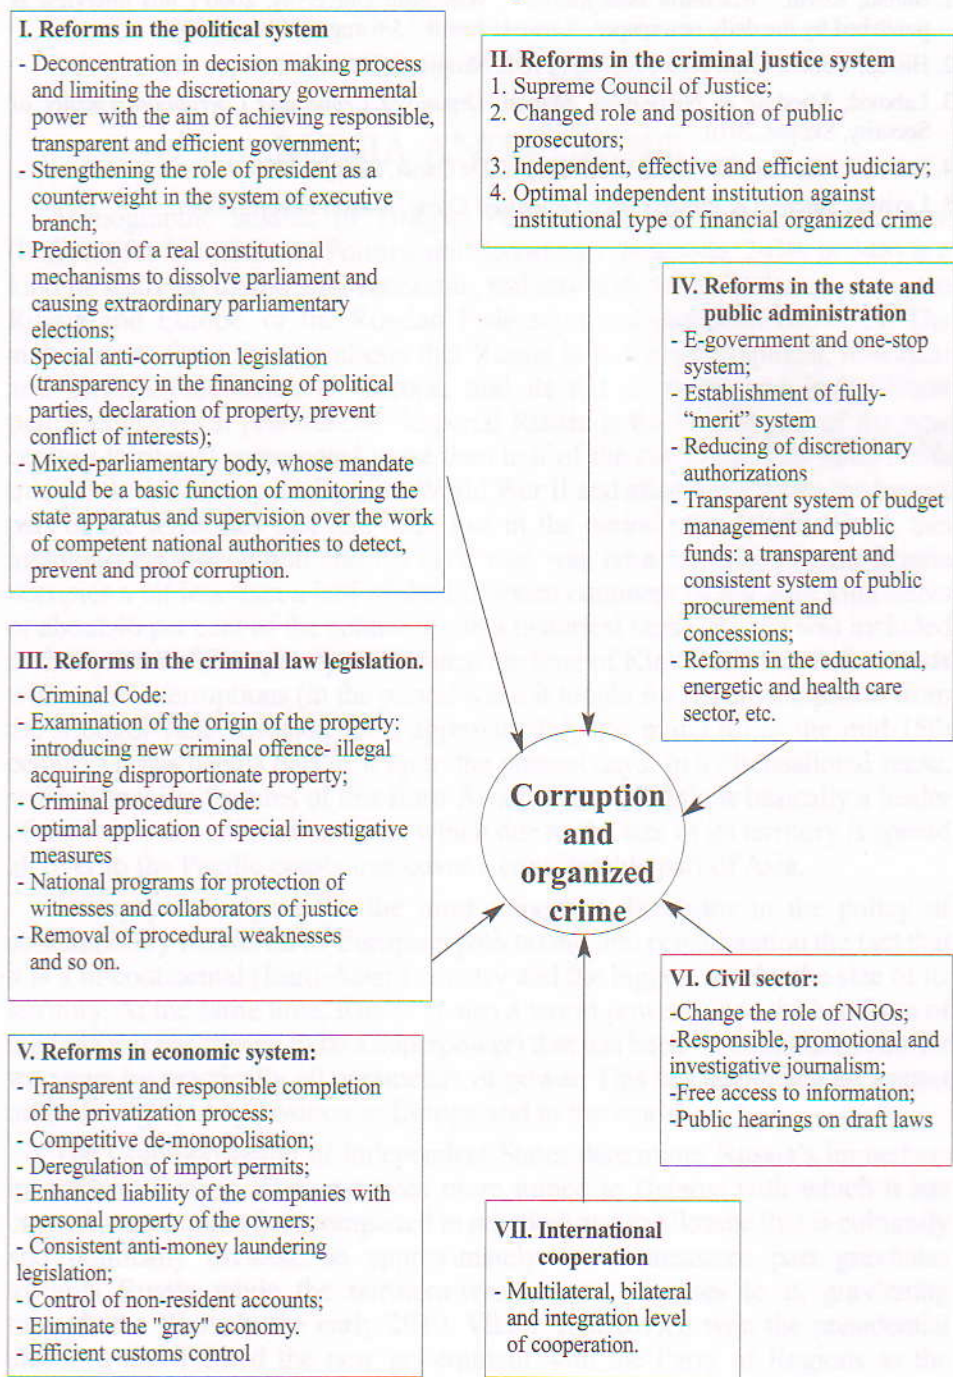 I. Reforms in the political system
- Deconcentration in decision making process
and limiting the discretionary governmental
power with the aim of achieving responsible,
transparent and efficient government;
- Strengthening the role of president as a
counterweight in the system of executive
branch;
- Prediction of a real constitutional
mechanisms to dissolve parliament and
causing extraordinary parliamentary
elections;
- Special anti-corruption legislation
(transparency in the financing of political
parties, declaration of property, prevent
conflict of interests);
- Mixed-parliamentary body, whose mandate
would be a basic function of monitoring the
state apparatus and supervision over the work
of competent national authorities to detect,
prevent and proof corruption.
II. Reforms in the criminal justice system
1. Supreme Council of Justice;
2. Changed role and position of public
prosecutors;
3. Independent, effective and efficient judiciary;
4. Optimal independent institution against
institutional type of financial organized crime
III. Reforms in the criminal law legislation.
- Criminal Code:
- Examination of the origin of the property;
introducing new criminal offence- illegal
acquiring disproportionate property;
- Criminal procedure Code:
optimal application of special investigative
measures
- National programs for protection of
witnesses and collaborators of justice
- Removal of procedural weaknesses
and so on.
IV. Reforms in the state and
public administration
- E-government and one-stop
system;
- Establishment of fully-
"merit" system
- Reducing of discretionary
authorizations
- Transparent system of budget
management and public
funds: a transparent and
consistent system of public
procurement and
concessions;
- Reforms in the educational,
energetic and health care
sector, etc.
Corruption
and
organized
crime
V. Reforms in economic system:
- Transparent and responsible completion
of the privatization process;
- Competitive de-monopolisation;
- Deregulation of import permits;
- Enhanced liability of the companies with
personal property of the owners;
- Consistent anti-money laundering
legislation;
- Control of non-resident accounts;
- Eliminate the "gray" economy.
- Efficient customs control
VI. Civil sector:
-Change the role of NGOs;
-Responsible, promotional and
investigative journalism;
-Free access to information;
-Public hearings on draft laws
VII. International
cooperation
- Multilateral, bilateral
and integration level
of cooperation.